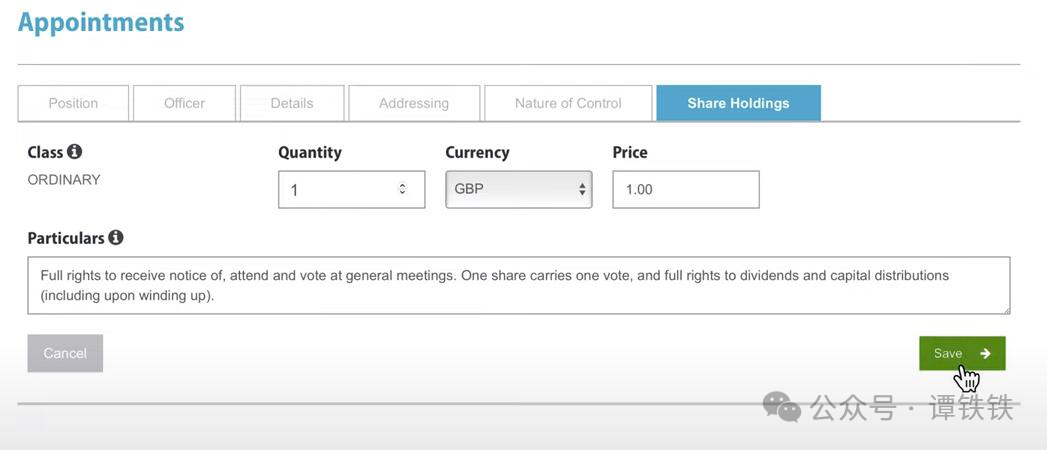 Appointments
Position Officer Details Addressing Nature of Control Share Holdings
Class Quantity Currency Price
ORDINARY 1 GBP 1.00
Particulars
Full rights to receive notice of, attend and vote at general meetings. One share carries one vote, and full rights to dividends and capital distributions
(including upon winding up).
Cancel Save
公众号 · 谭铁铁